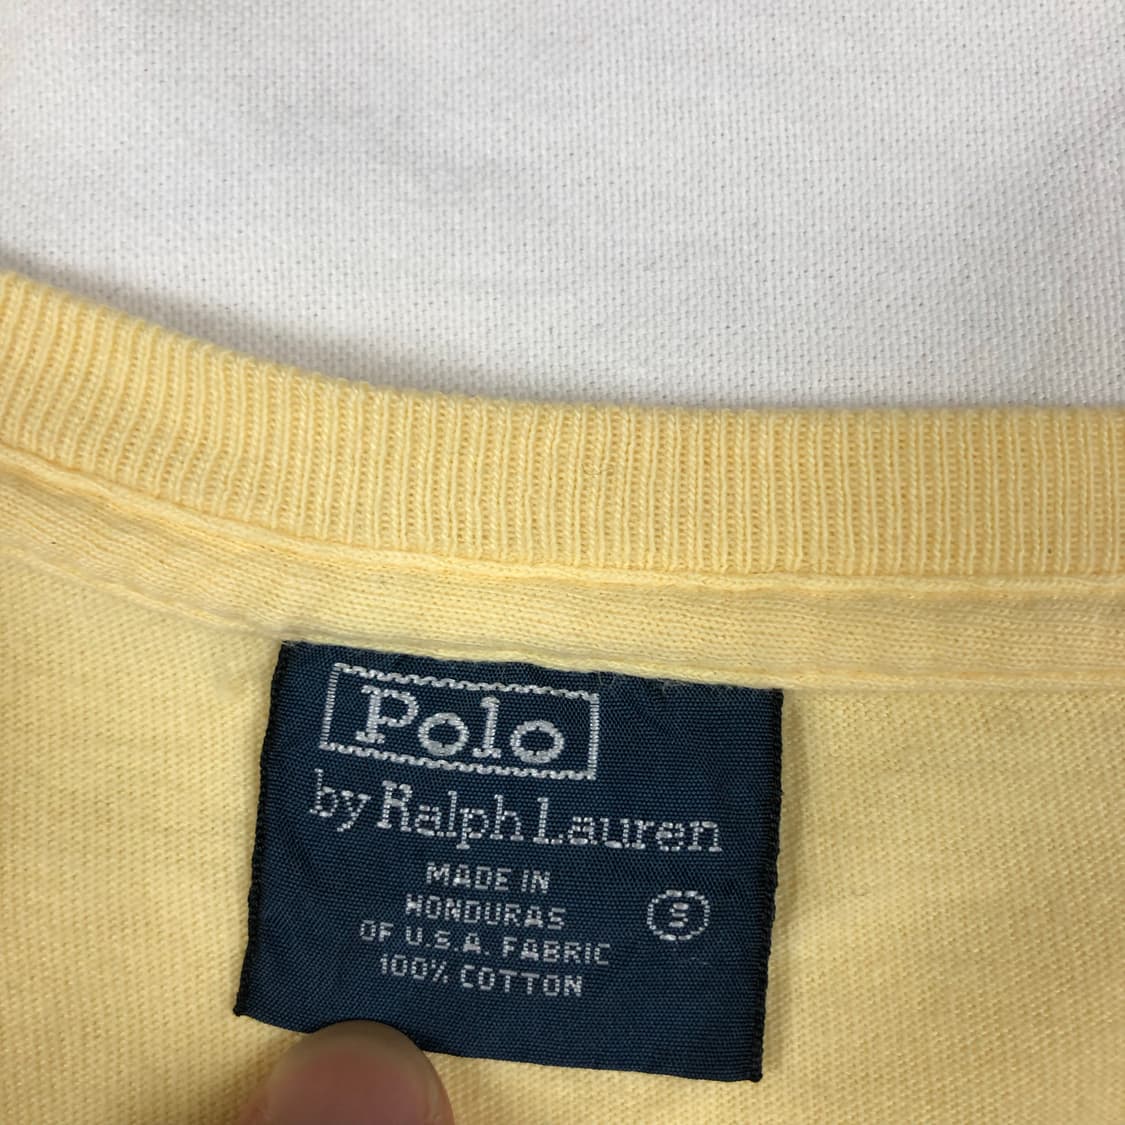 Polo
by Ralph Lauren
MADE IN
HONDURAS
OF U.S.A. FABRIC
100% COTTON
S